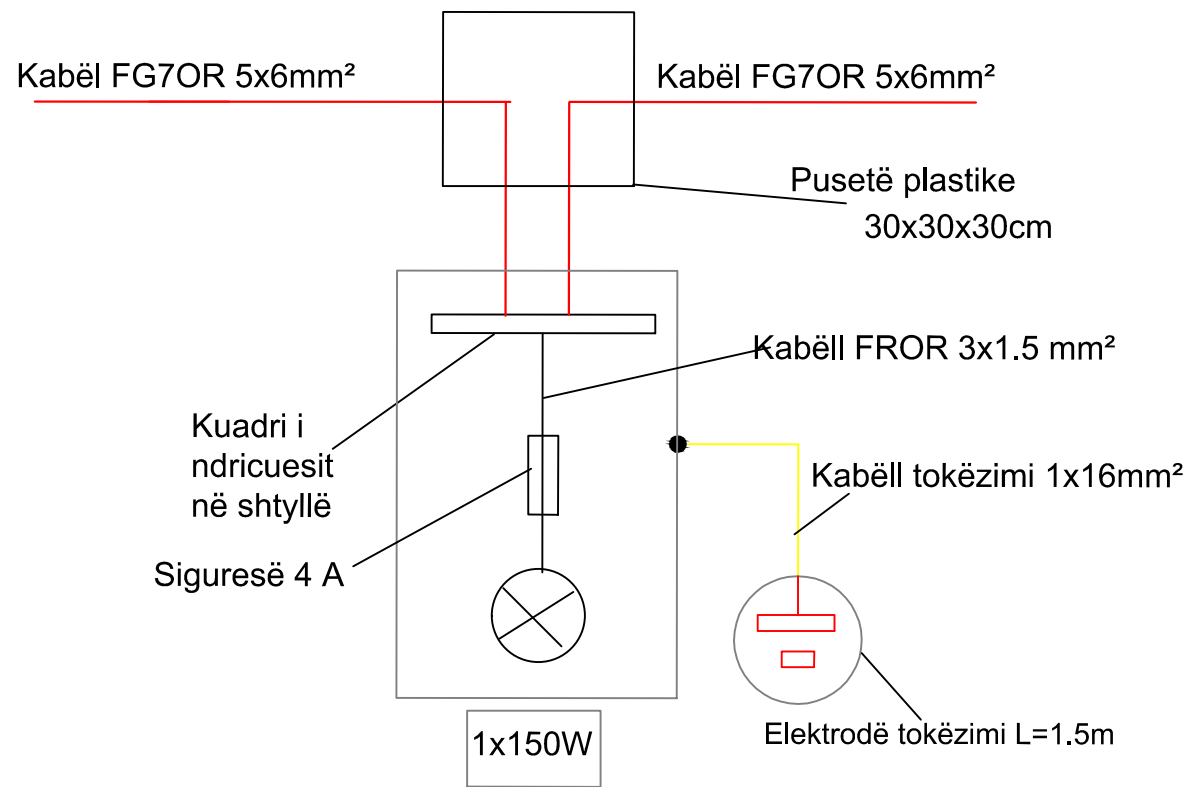 Kabël FG7OR 5x6mm²
Kabël FG7OR 5x6mm²
Pusetë plastike
30x30x30cm
Kabëll FROR 3x1.5 mm²
Kuadri i
ndricuesit
në shtyllë
Kabëll tokëzimi 1x16mm²
Siguresë 4 A
Elektrodë tokëzimi L=1.5m
1x150W